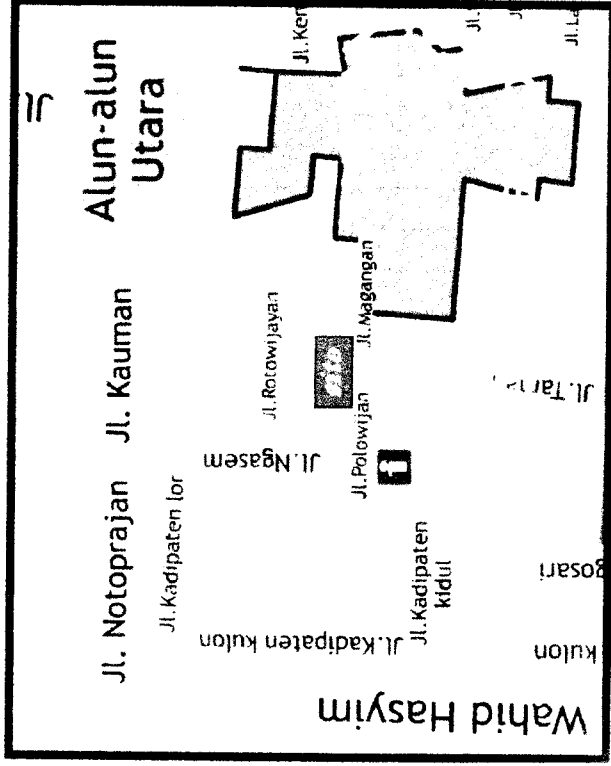 Jl. Notoprajan
Jl. Kauman
Alun-alun
Utara
Jl.Kadipaten lor
Jl.Ngasem
Jl.Rotowijayan
Jl.Kadipaten kulon
Jl.Polowijan
Jl.Magangan
Jl.Kadipaten
kidul
Wahid Hasyim
kulon
gosari